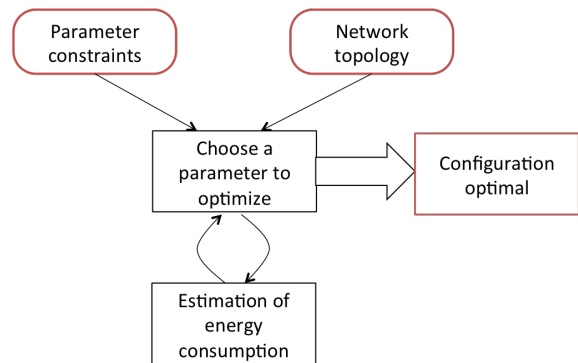 Parameter
constraints
Network
topology
Choose a
parameter to
optimize
Configuration
optimal
Estimation of
energy
consumption